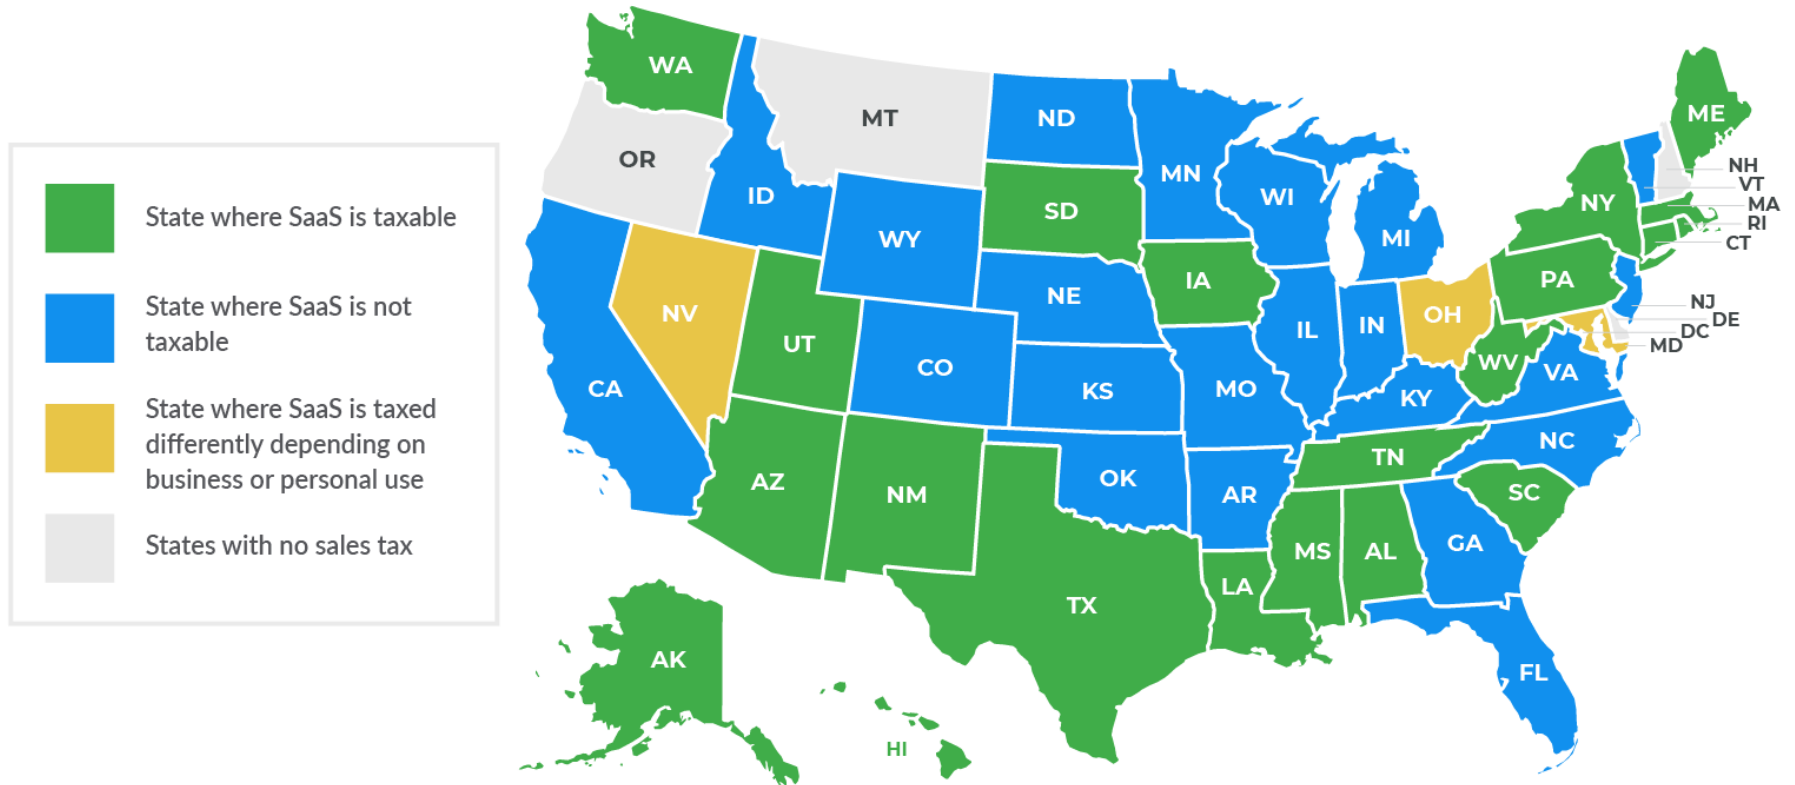 State where SaaS is taxable
State where SaaS is not
taxable
State where SaaS is taxed
differently depending on
business or personal use
States with no sales tax
WA
MT
ND
ME
OR
MN
NH
ID
VT
WI
NY
MA
SD
RI
WY
MI
CT
IA
PA
NE
NJ
NV
OH
DE
IL
IN
DC
UT
MD
WV
CO
VA
CA
KS
MO
KY
NC
TN
AZ
OK
NM
AR
SC
GA
MS
AL
LA
TX
AK
FL
HI